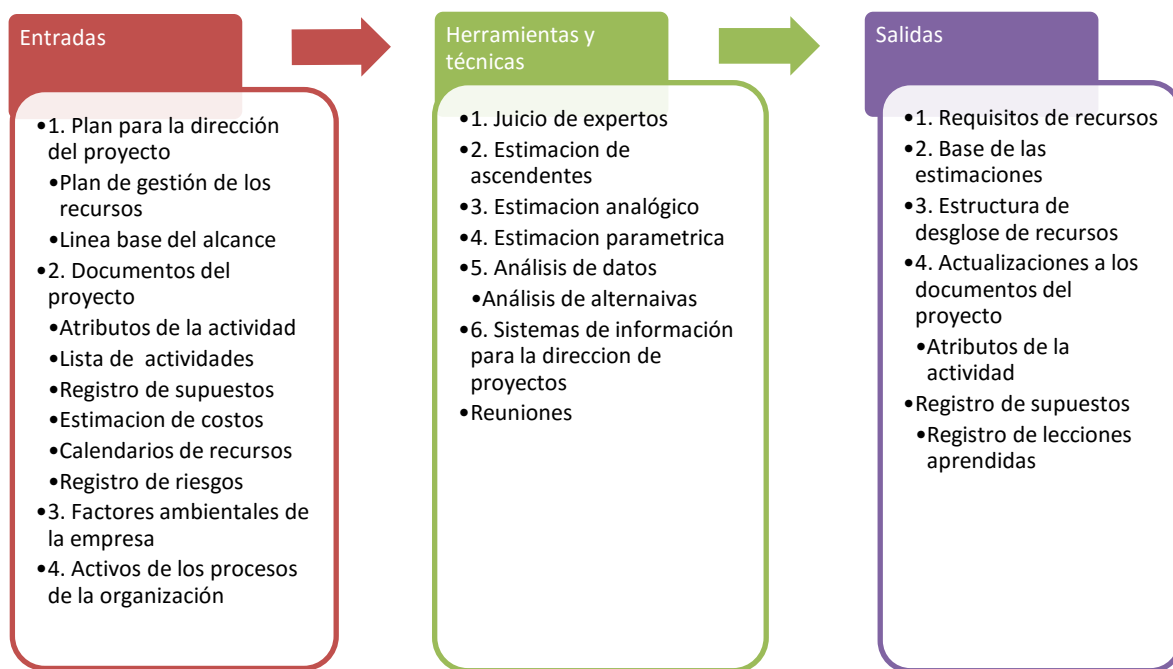 Entradas
•1. Plan para la dirección
del proyecto
•Plan de gestión de los
recursos
•Linea base del alcance
•2. Documentos del
proyecto
•Atributos de la actividad
•Lista de  actividades
•Registro de supuestos
•Estimacion de costos
•Calendarios de recursos
•Registro de riesgos
•3. Factores ambientales de
la empresa
•4. Activos de los procesos
de la organización
Herramientas y
técnicas
•1. Juicio de expertos
•2. Estimacion de
ascendentes
•3. Estimacion analógico
•4. Estimacion parametrica
•5. Análisis de datos
•Análisis de alternaivas
•6. Sistemas de información
para la direccion de
proyectos
•Reuniones
Salidas
•1. Requisitos de recursos
•2. Base de las
estimaciones
•3. Estructura de
desglose de recursos
•4. Actualizaciones a los
documentos del
proyecto
•Atributos de la
actividad
•Registro de supuestos
•Registro de lecciones
aprendidas